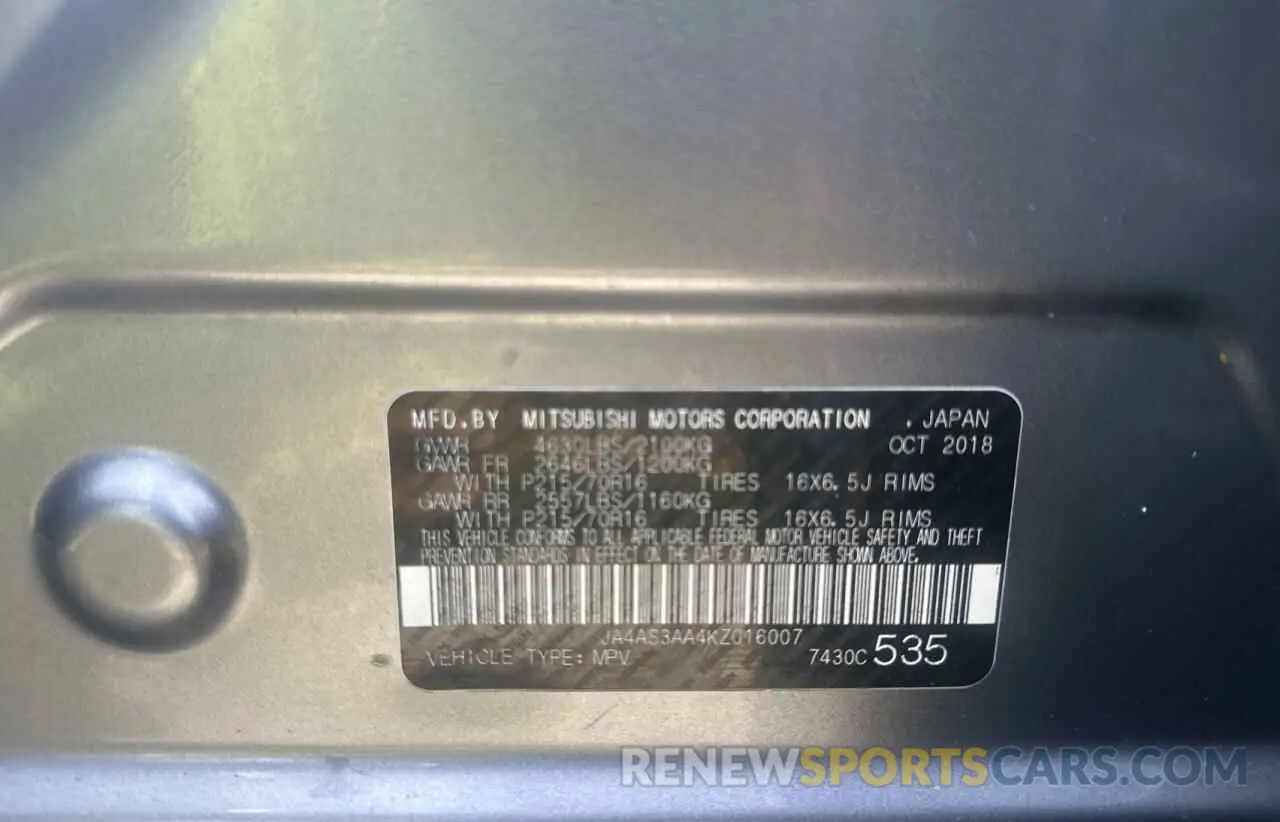 MFD.BY MITSUBISHI MOTORS CORPORATION .JAPAN
GVWR 4630LBS/2100KG OCT 2018
GAWR FR 2646LBS/1200KG
WITH P215/70R16 TIRES 16X6.5J RIMS
GAWR RR 2557LBS/1160KG
WITH P215/70R16 TIRES 16X6.5J RIMS
THIS VEHICLE CONFORMS TO ALL APPLICABLE FEDERAL MOTOR VEHICLE SAFETY AND THEFT
PREVENTION STANDARDS IN EFFECT ON THE DATE OF MANUFACTURE SHOWN ABOVE.
JA4AS3AA4KZ016007
VEHICLE TYPE: MPV 7430C 535
RENEWSPORTSCARS.COM